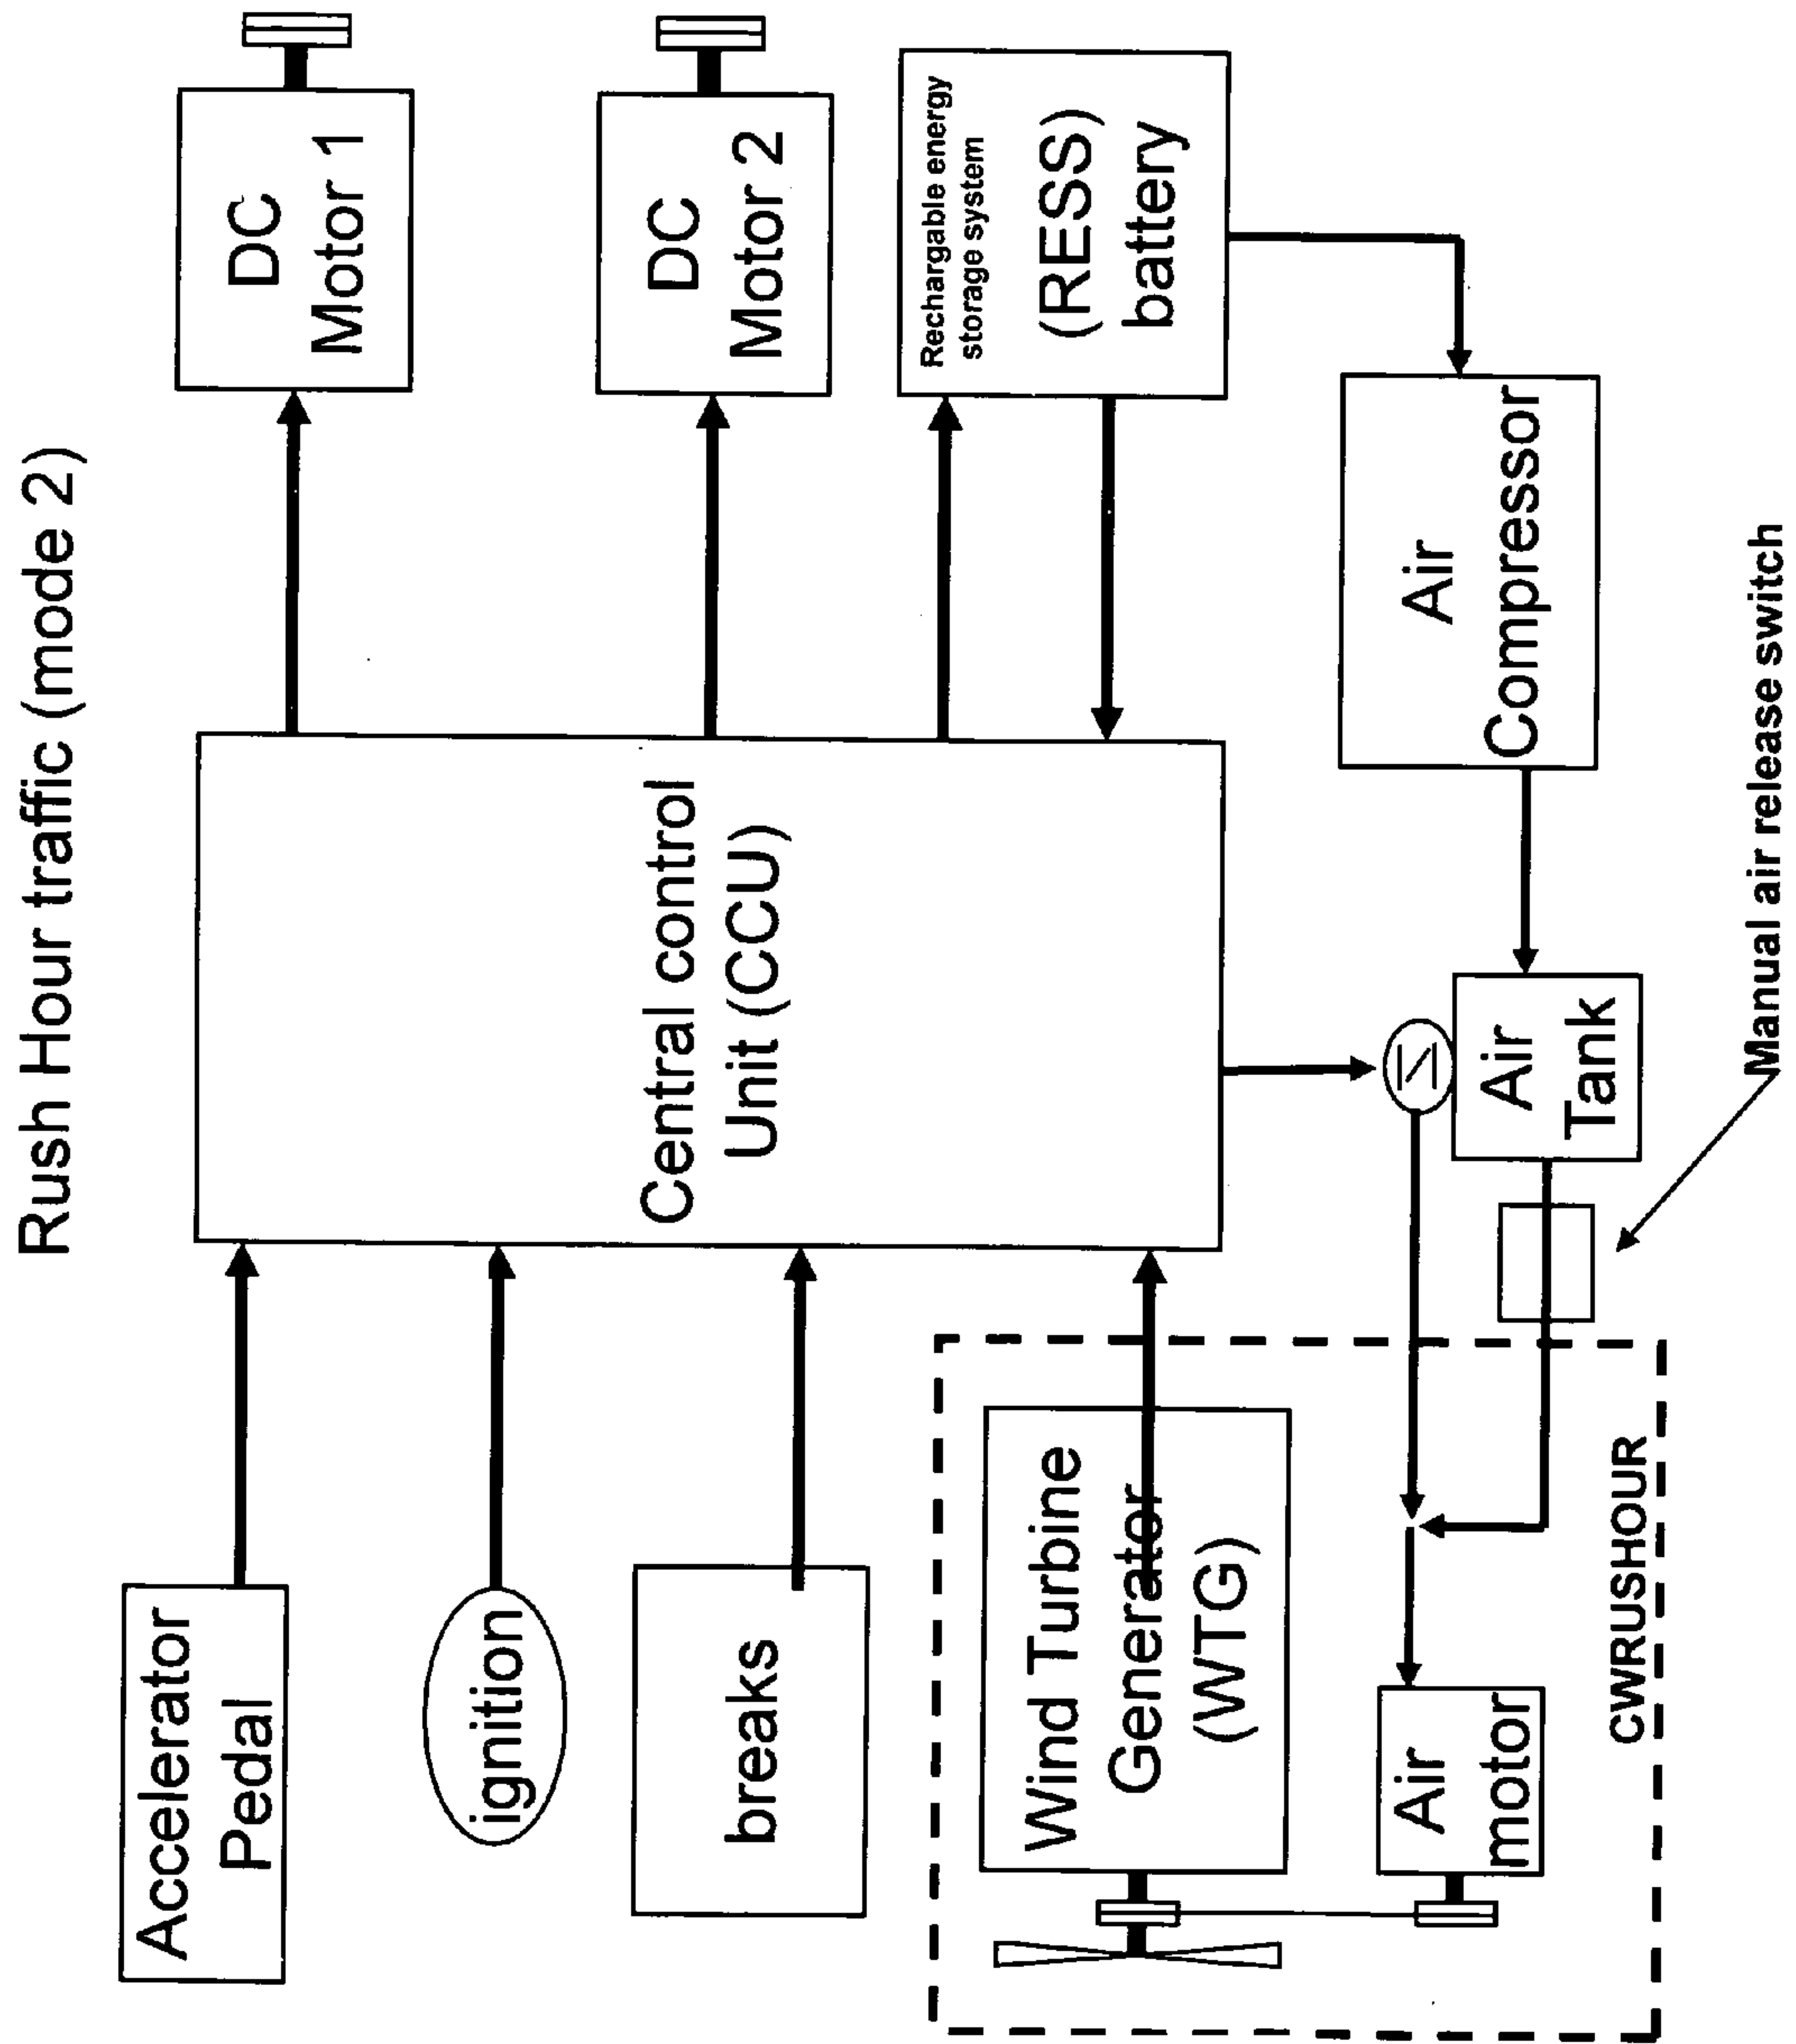 Rush Hour traffic (mode 2)
Accelerator
Pedal
ignition
breaks
Wind Turbine
Generator
(WTG)
Air
motor
CWRUSHOUR
Central control
Unit (CCU)
DC
Motor 1
DC
Motor 2
Rechargable energy
storage system
(RESS)
battery
Air
Compressor
Air
Tank
Manual air release switch